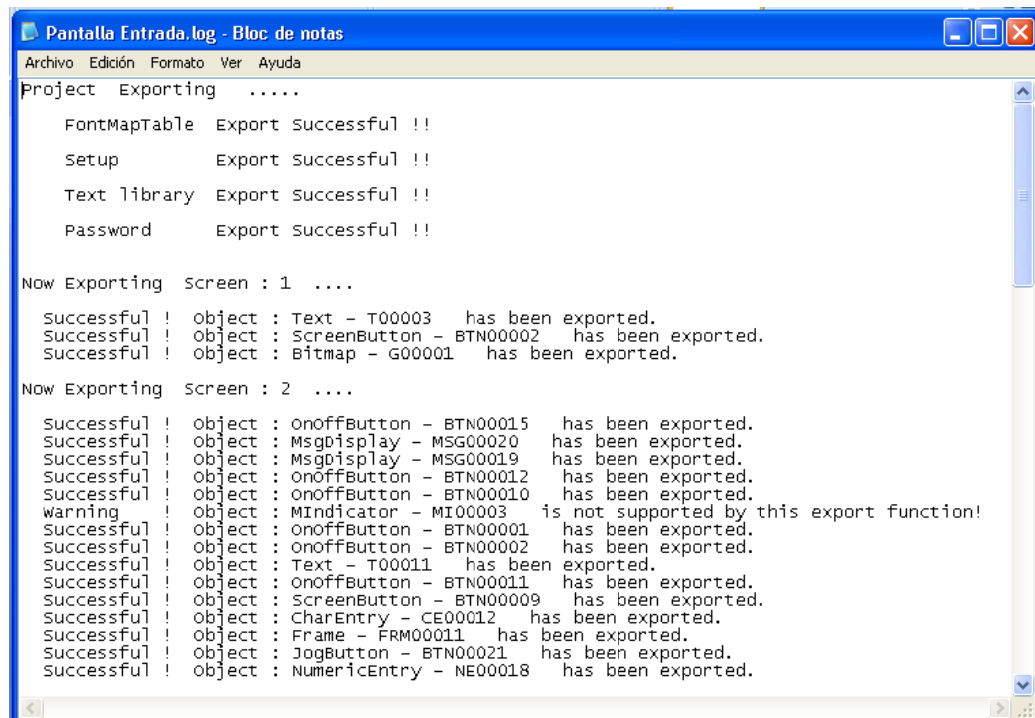 Pantalla Entrada.log - Bloc de notas
Archivo Edición Formato Ver Ayuda
Project Exporting .....
FontMapTable Export Successful !!
Setup Export Successful !!
Text library Export Successful !!
Password Export Successful !!
Now Exporting Screen : 1 ....
Successful ! Object : Text - T00003 has been exported.
Successful ! Object : ScreenButton - BTN00002 has been exported.
Successful ! Object : Bitmap - G00001 has been exported.
Now Exporting Screen : 2 ....
Successful ! Object : OnOffButton - BTN00015 has been exported.
Successful ! Object : MsgDisplay - MSG00020 has been exported.
Successful ! Object : MsgDisplay - MSG00019 has been exported.
Successful ! Object : OnOffButton - BTN00012 has been exported.
Successful ! Object : OnOffButton - BTN00010 has been exported.
Warning ! Object : MIndicator - MI00003 is not supported by this export function!
Successful ! Object : OnOffButton - BTN00001 has been exported.
Successful ! Object : OnOffButton - BTN00002 has been exported.
Successful ! Object : Text - T00011 has been exported.
Successful ! Object : OnOffButton - BTN00011 has been exported.
Successful ! Object : ScreenButton - BTN00009 has been exported.
Successful ! Object : CharEntry - CE00012 has been exported.
Successful ! Object : Frame - FRM00011 has been exported.
Successful ! Object : JogButton - BTN00021 has been exported.
Successful ! Object : NumericEntry - NE00018 has been exported.